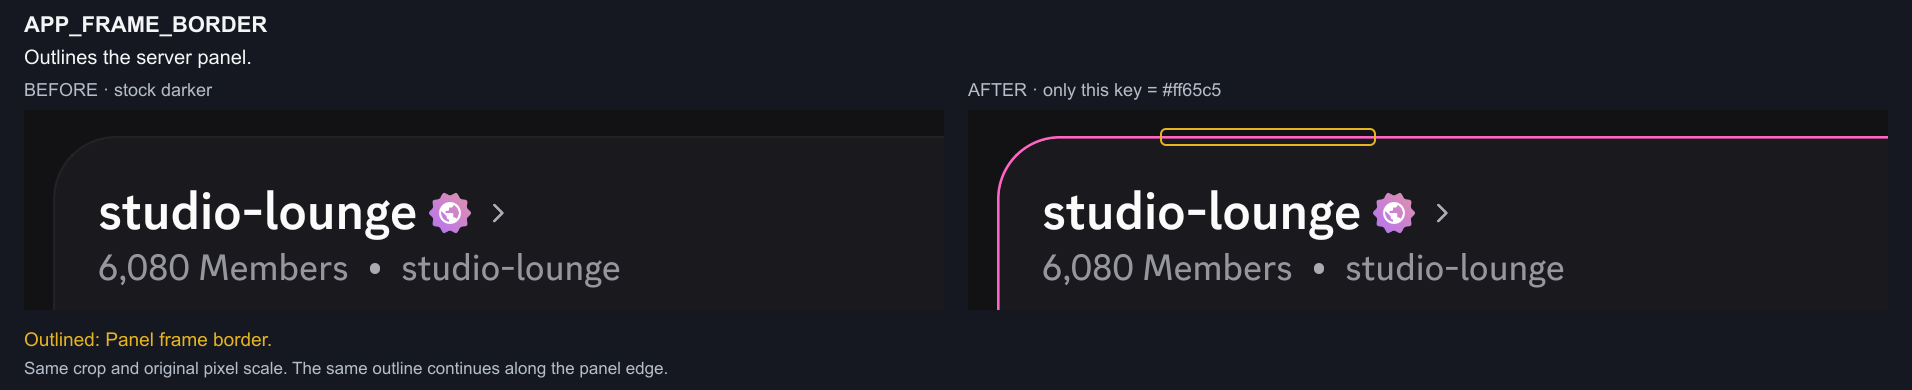 APP_FRAME_BORDER
Outlines the server panel.
BEFORE · stock darker
studio-lounge
6,080 Members • studio-lounge
AFTER · only this key = #ff65c5
studio-lounge
6,080 Members • studio-lounge
Outlined: Panel frame border.
Same crop and original pixel scale. The same outline continues along the panel edge.